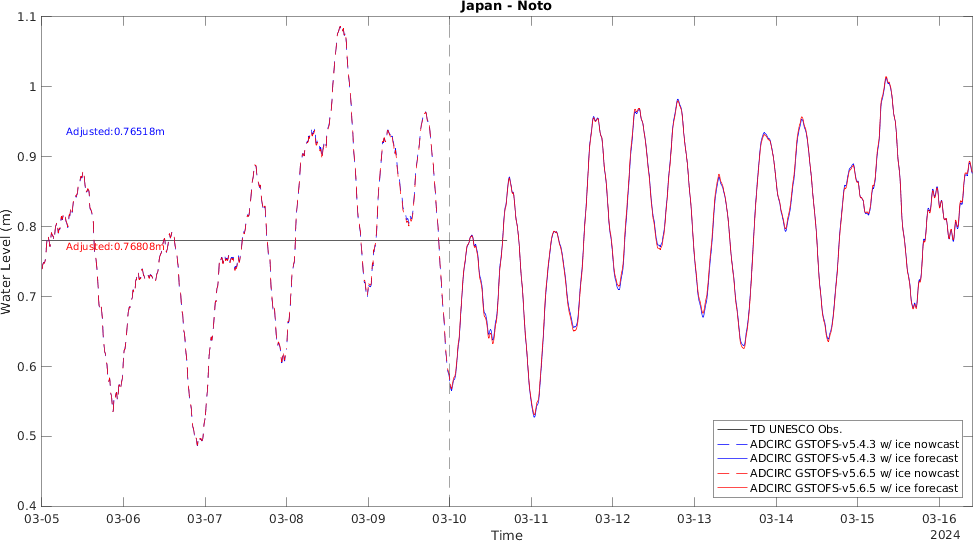 Japan - Noto
1.1
1
0.9
0.8
0.7
0.6
0.5
0.4
Water Level (m)
Adjusted:0.76518m
Adjusted:0.76808m
TD UNESCO Obs.
ADCIRC GSTOFS-v5.4.3 w/ ice nowcast
ADCIRC GSTOFS-v5.4.3 w/ ice forecast
ADCIRC GSTOFS-v5.6.5 w/ ice nowcast
ADCIRC GSTOFS-v5.6.5 w/ ice forecast
03-05 03-06 03-07 03-08 03-09 03-10 03-11 03-12 03-13 03-14 03-15 03-16
Time 2024